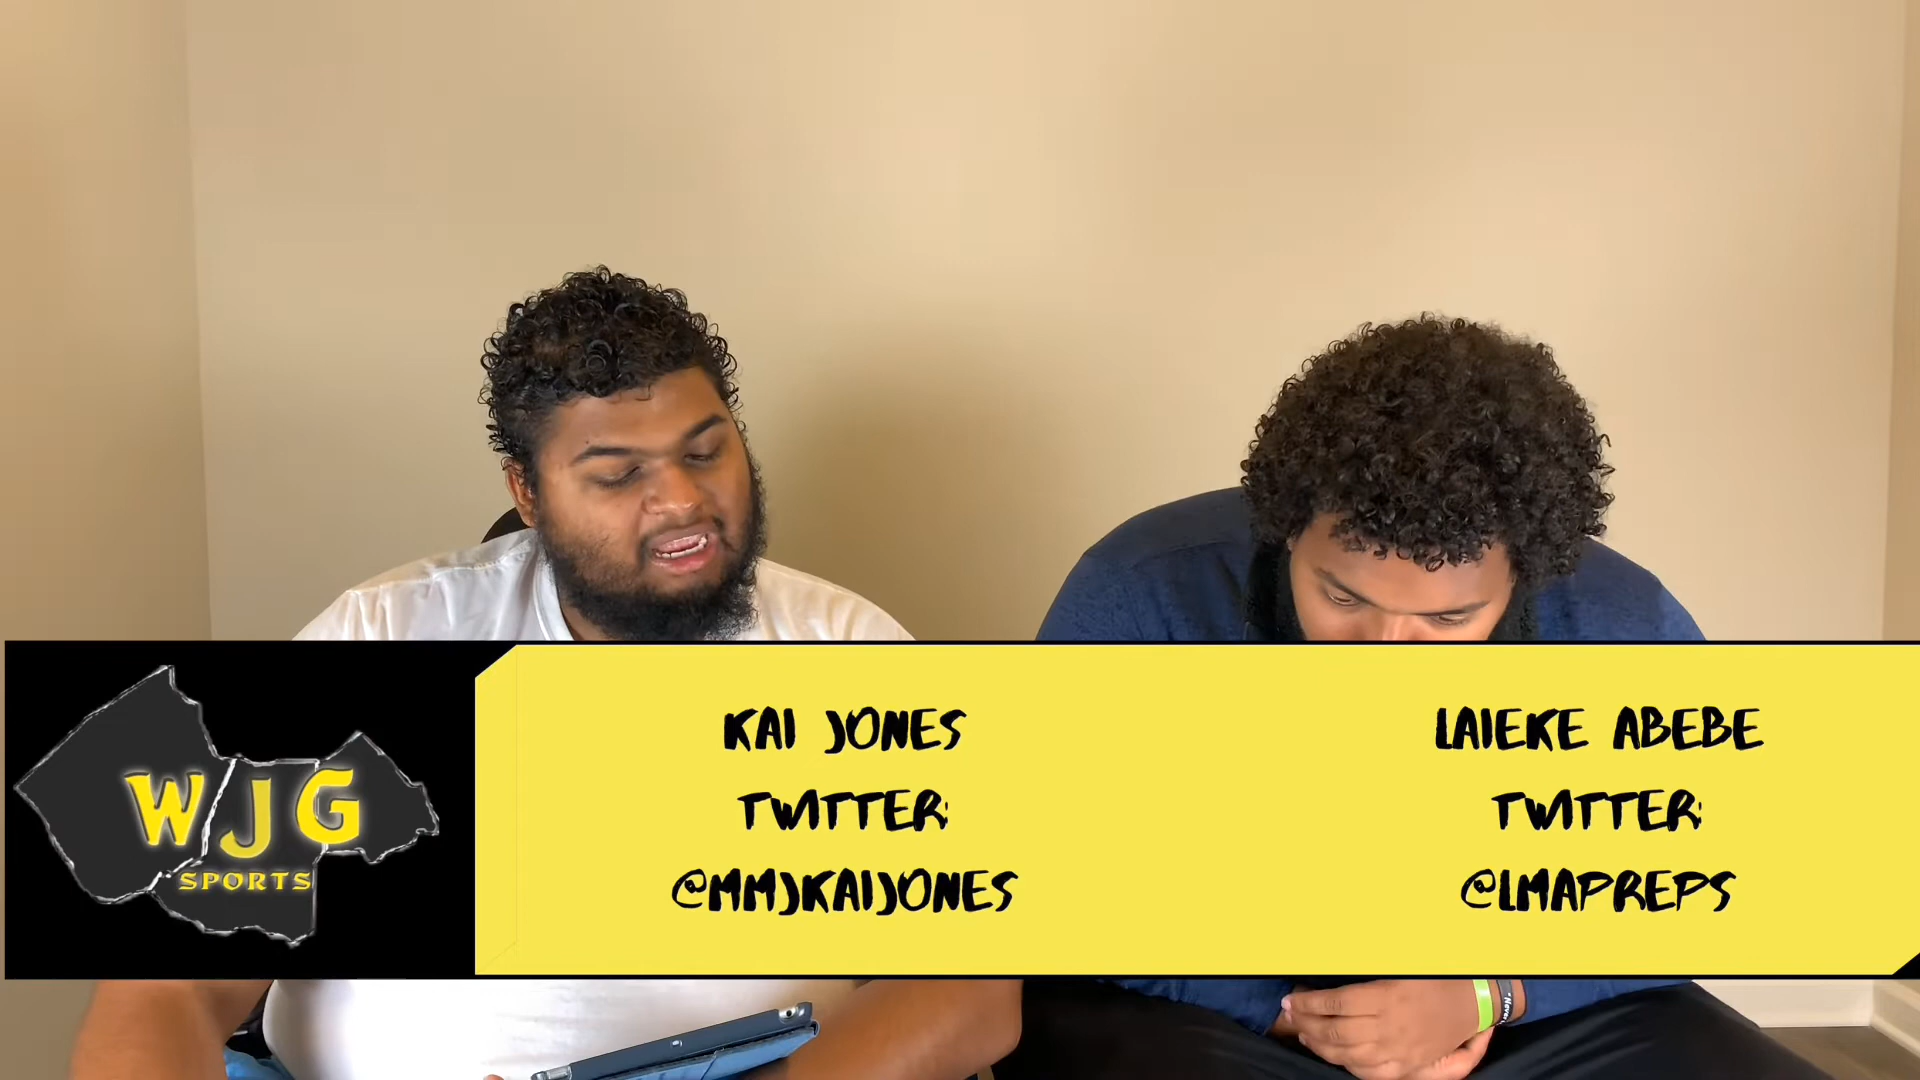 WJG
SPORTS
KAI JONES
TWITTER:
@MMJKAIJONES
LAIEKE ABEBE
TWITTER:
@LMAPREPS